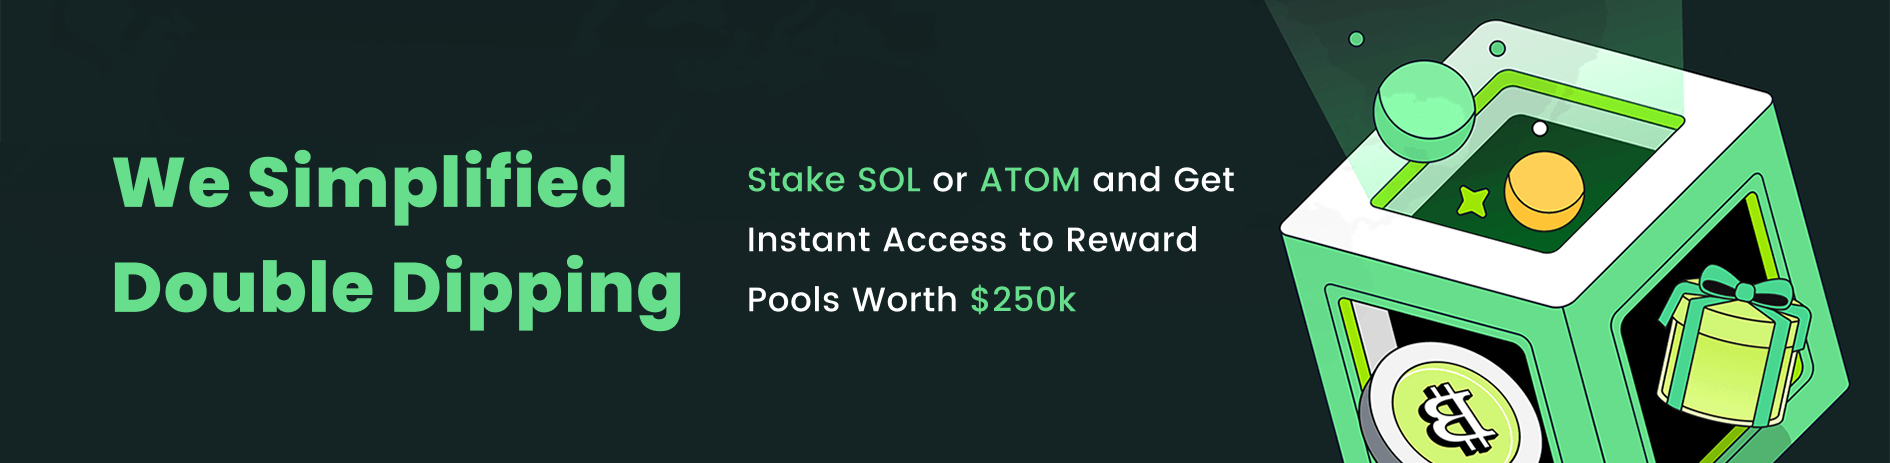 We Simplified
Double Dipping
Stake SOL or ATOM and Get
Instant Access to Reward
Pools Worth $250k